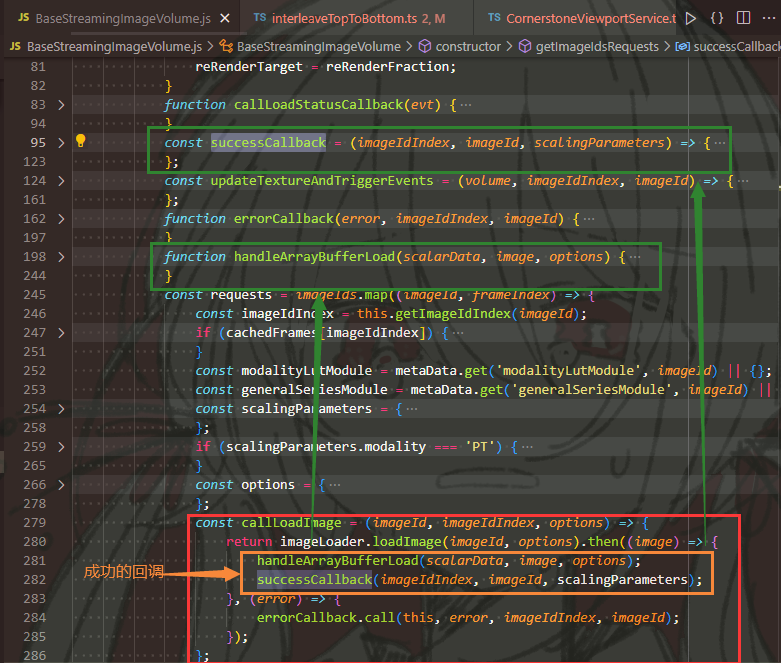 JS BaseStreamingImageVolume.js × TS interleaveTopToBottom.ts 2, M TS CornerstoneViewportService.t
JS BaseStreamingImageVolume.js > BaseStreamingImageVolume > constructor > getImageIdsRequests > successCallback
81 reRenderTarget = reRenderFraction;
82 }
83 function callLoadStatusCallback(evt) { ···
94 }
95 const successCallback = (imageIdIndex, imageId, scalingParameters) => { ···
123 };
124 const updateTextureAndTriggerEvents = (volume, imageIdIndex, imageId) => { ···
161 };
162 function errorCallback(error, imageIdIndex, imageId) { ···
197 }
198 function handleArrayBufferLoad(scalarData, image, options) { ···
244 }
245 const requests = imageIds.map((imageId, frameIndex) => {
246 const imageIdIndex = this.getImageIdIndex(imageId);
247 if (cachedFrames[imageIdIndex]) { ···
251 }
252 const modalityLutModule = metaData.get('modalityLutModule', imageId) || {};
253 const generalSeriesModule = metaData.get('generalSeriesModule', imageId) ||
254 const scalingParameters = { ···
258 };
259 if (scalingParameters.modality === 'PT') { ···
265 }
266 const options = { ···
278 };
279 const callLoadImage = (imageId, imageIdIndex, options) => {
280 return imageLoader.loadImage(imageId, options).then((image) => {
281 handleArrayBufferLoad(scalarData, image, options);
成功的回调
282 successCallback(imageIdIndex, imageId, scalingParameters);
283 }, (error) => {
284 errorCallback.call(this, error, imageIdIndex, imageId);
285 });
286 };